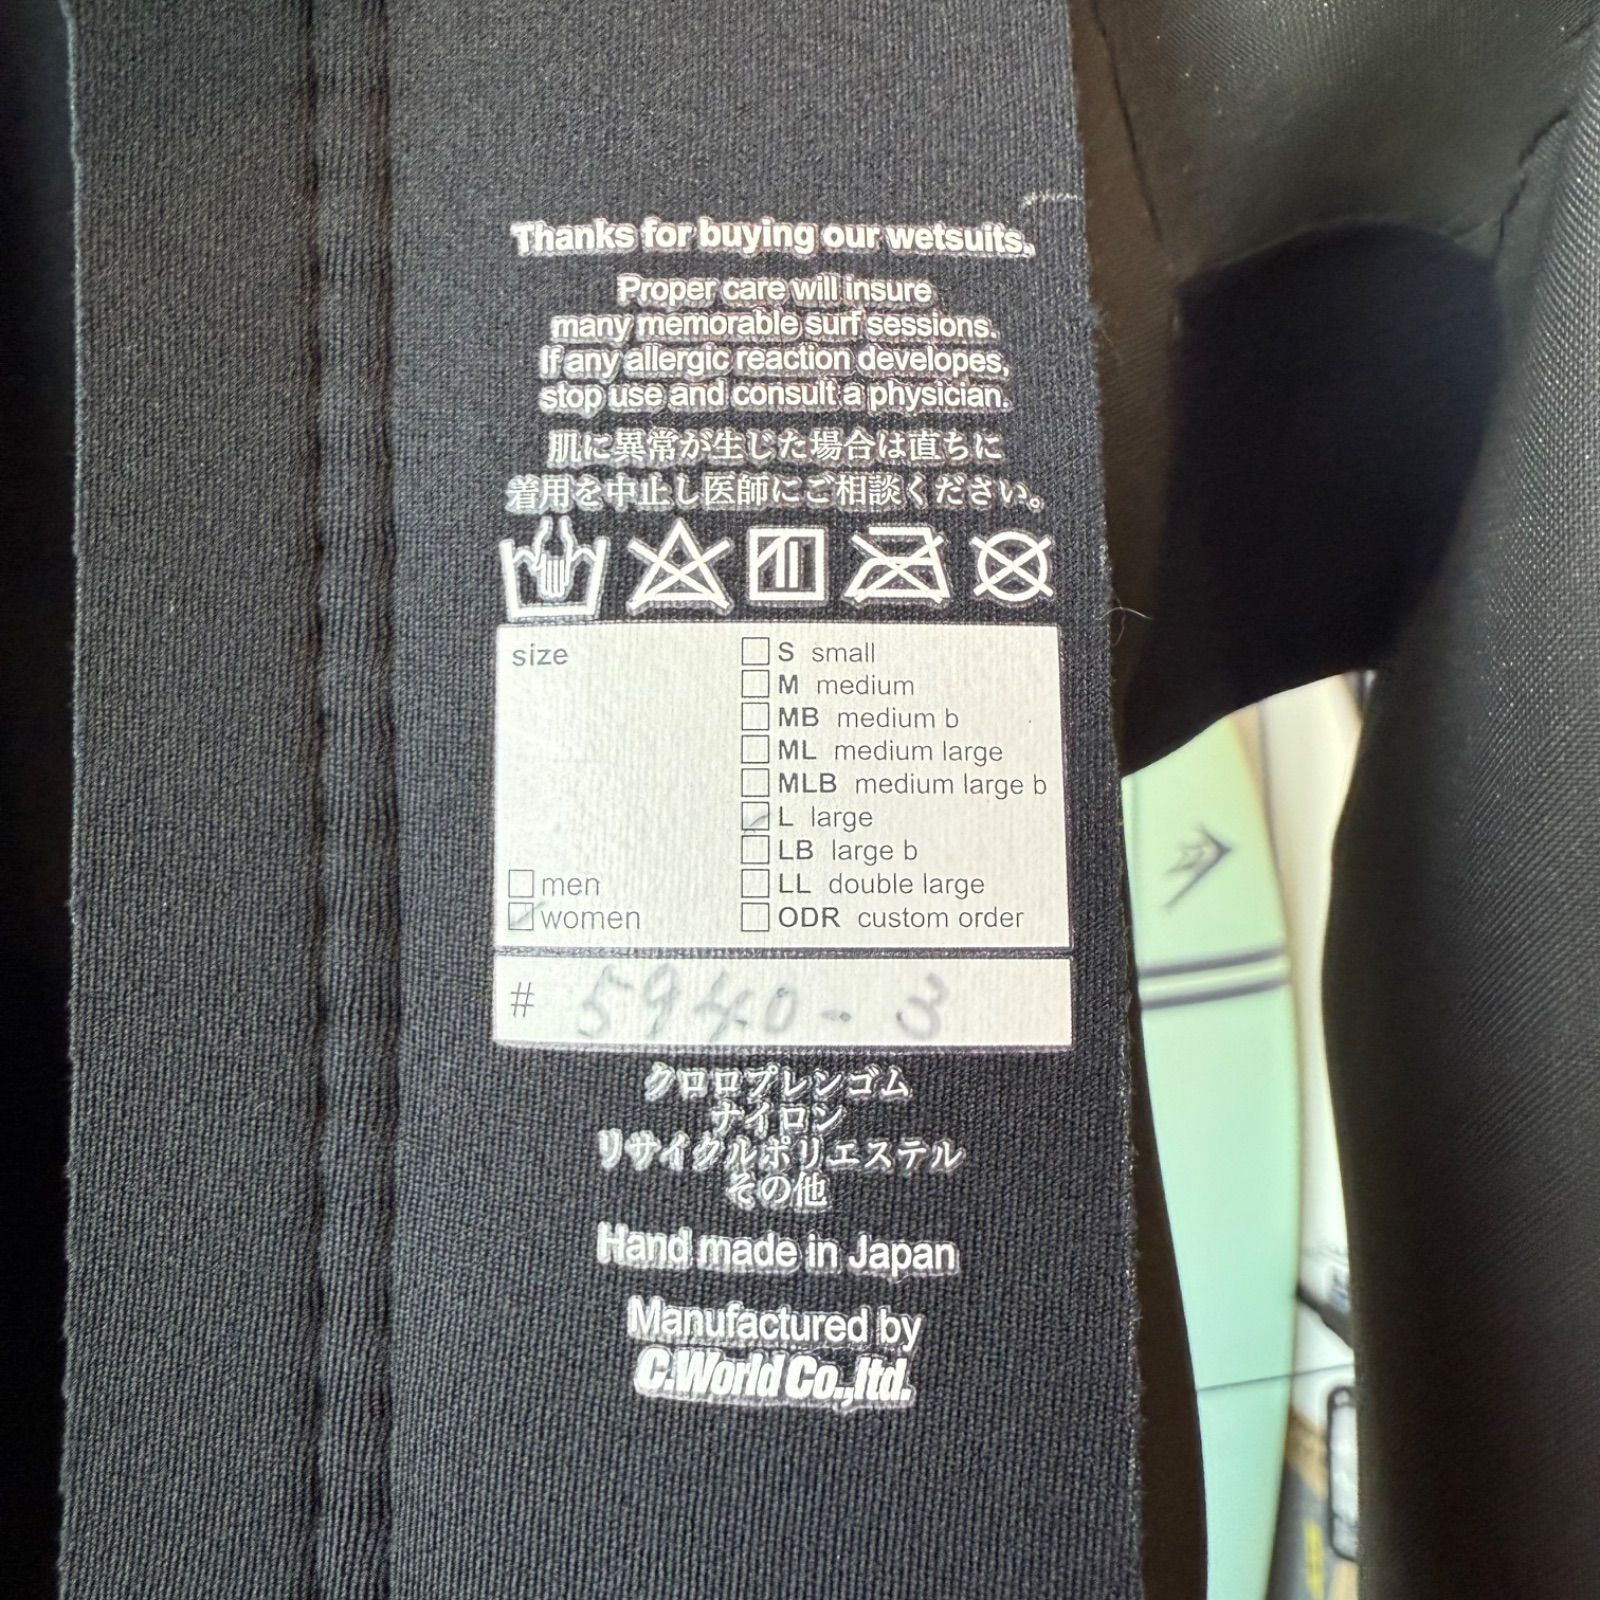 Thanks for buying our wetsuits.
Proper care will insure
many memorable surf sessions.
If any allergic reaction developes,
stop use and consult a physician.
肌に異常が生じた場合は直ちに
着用を中止し医師にご相談ください。
size
S small
M medium
MB medium b
ML medium large
MLB medium large b
L large
LB large b
LL double large
ODR custom order
men
women
# 5940-3
クロロプレンゴム
ナイロン
リサイクルポリエステル
その他
Hand made in Japan
Manufactured by
C.World Co.,ltd.